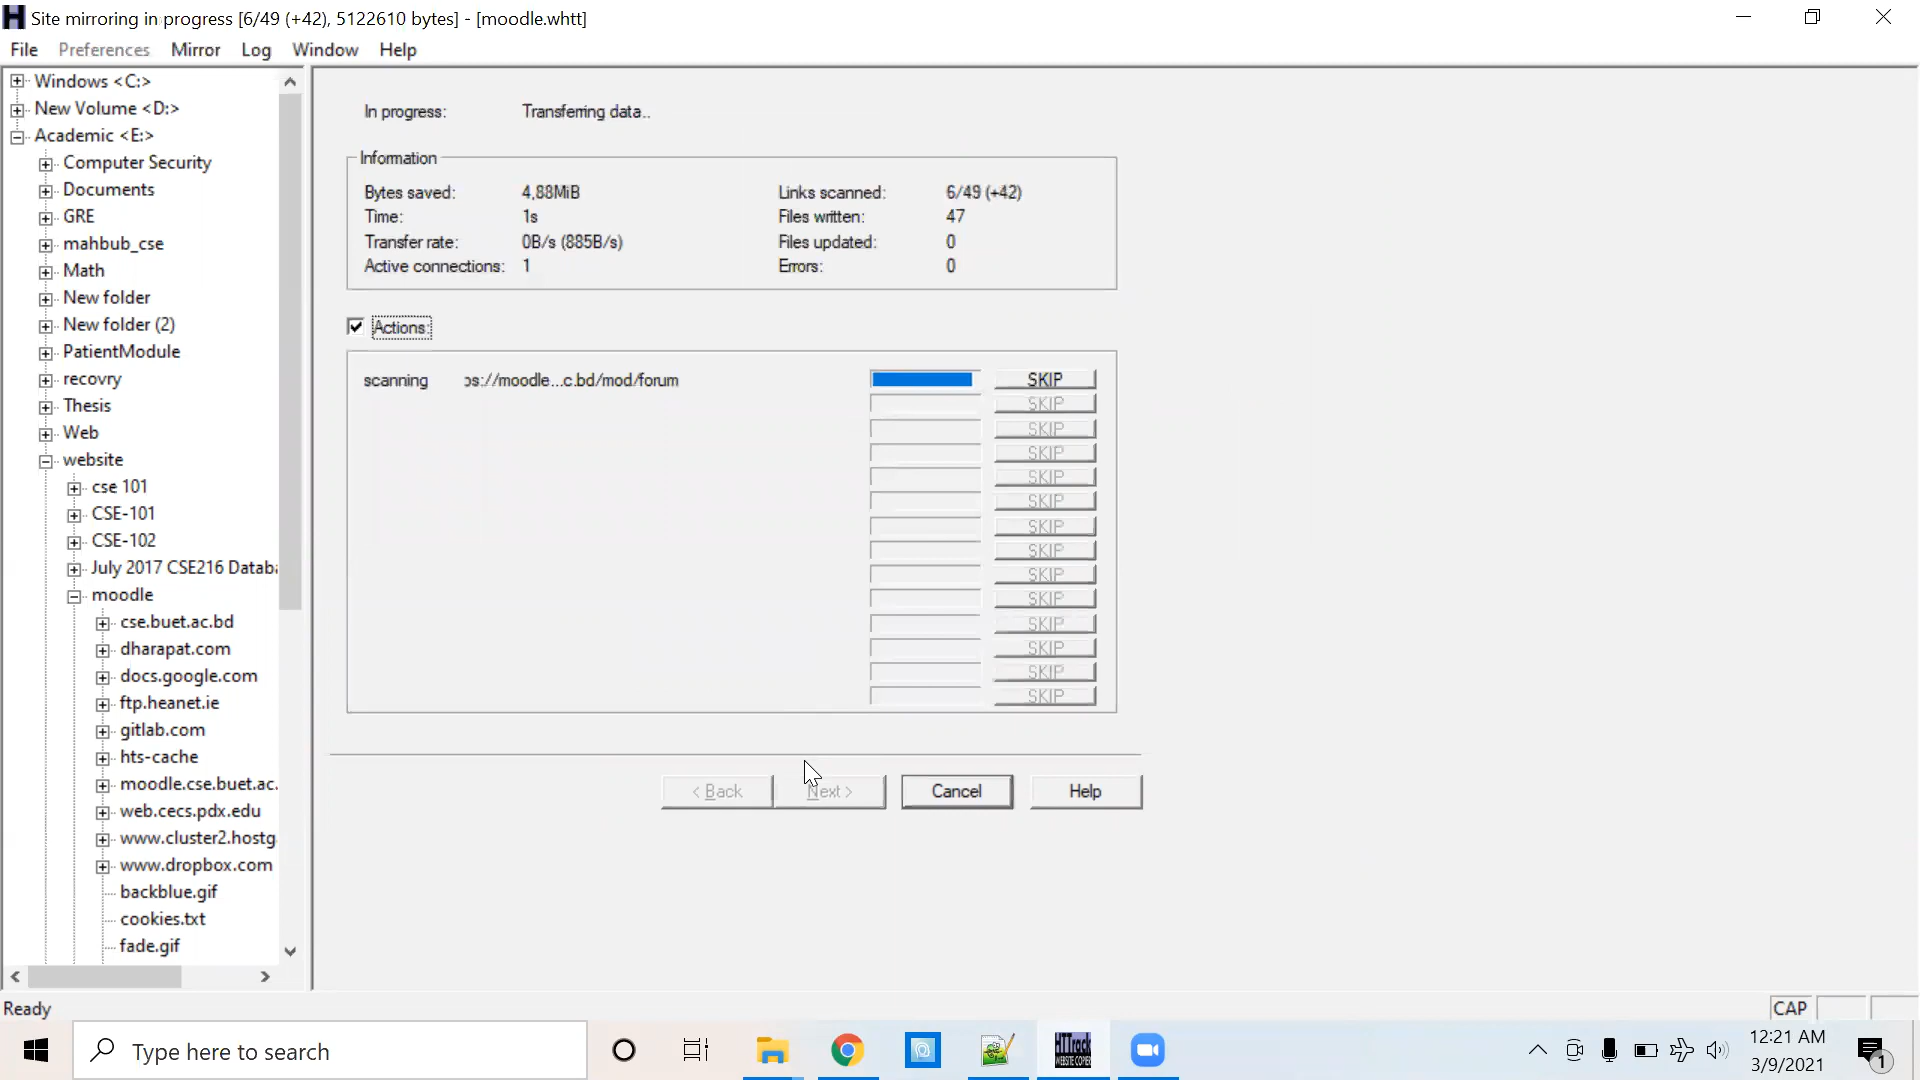 Site mirroring in progress [6/49 (+42), 5122610 bytes] - [moodle.whtt]
File Preferences Mirror Log Window Help
Windows <C:>
New Volume <D:>
Academic <E:>
Computer Security
Documents
GRE
mahbub_cse
Math
New folder
New folder (2)
PatientModule
recovry
Thesis
Web
website
cse 101
CSE-101
CSE-102
July 2017 CSE216 Databa
moodle
cse.buet.ac.bd
dharapat.com
docs.google.com
ftp.heanet.ie
gitlab.com
hts-cache
moodle.cse.buet.ac.
web.cecs.pdx.edu
www.cluster2.hostg
www.dropbox.com
backblue.gif
cookies.txt
fade.gif
In progress: Transferring data..
Information
Bytes saved: 4,88MiB Links scanned: 6/49 (+42)
Time: 1s Files written: 47
Transfer rate: 0B/s (885B/s) Files updated: 0
Active connections: 1 Errors: 0
Actions:
scanning ps://moodle...c.bd/mod/forum SKIP
SKIP
SKIP
SKIP
SKIP
SKIP
SKIP
SKIP
SKIP
SKIP
SKIP
SKIP
SKIP
SKIP
< Back Next > Cancel Help
Ready CAP
Type here to search
HTTrack
WEBSITE COPIER
12:21 AM
3/9/2021
1